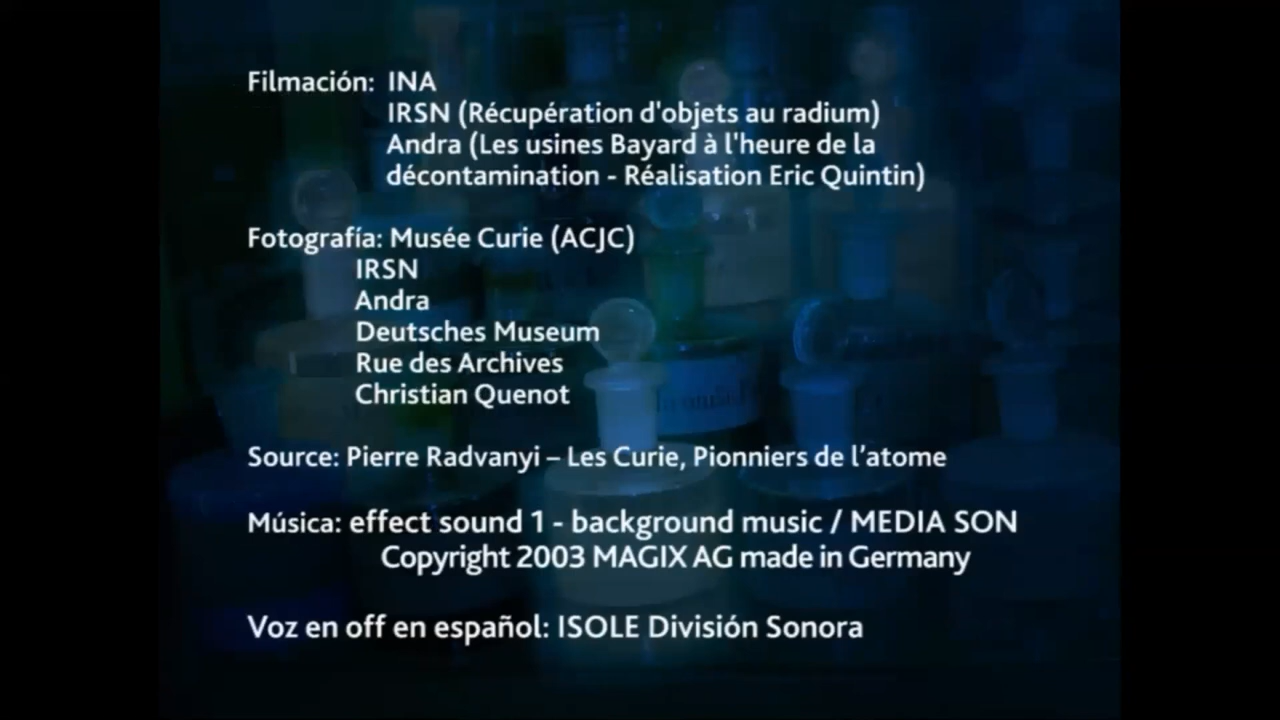 Filmación: INA
IRSN (Récupération d'objets au radium)
Andra (Les usines Bayard à l'heure de la
décontamination - Réalisation Eric Quintin)
Fotografía: Musée Curie (ACJC)
IRSN
Andra
Deutsches Museum
Rue des Archives
Christian Quenot
Source: Pierre Radvanyi – Les Curie, Pionniers de l’atome
Música: effect sound 1 - background music / MEDIA SON
Copyright 2003 MAGIX AG made in Germany
Voz en off en español: ISOLE División Sonora